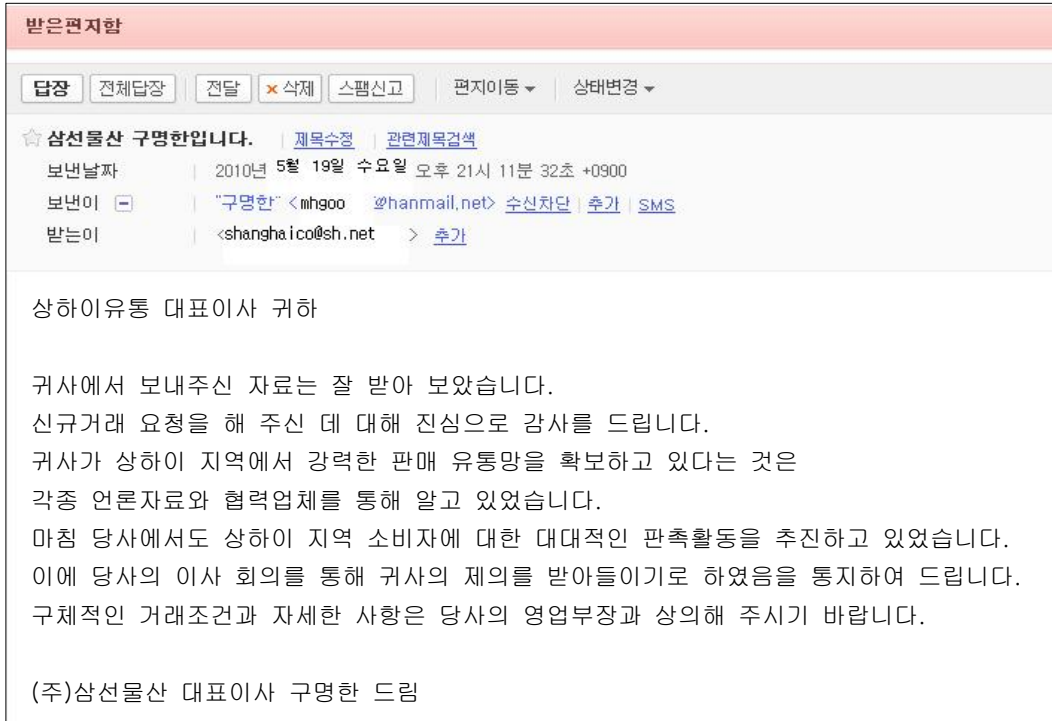 받은편지함
답장 전체답장 전달 × 삭제 스팸신고 편지이동 상태변경
삼선물산 구명한입니다. 제목수정 관련제목검색
보낸날짜 2010년 5월 19일 수요일 오후 21시 11분 32초 +0900
보낸이 "구명한" <mhgoo @hanmail.net> 수신차단 추가 SMS
받는이 <shanghaico@sh.net > 추가
상하이유통 대표이사 귀하
귀사에서 보내주신 자료는 잘 받아 보았습니다.
신규거래 요청을 해 주신 데 대해 진심으로 감사를 드립니다.
귀사가 상하이 지역에서 강력한 판매 유통망을 확보하고 있다는 것은
각종 언론자료와 협력업체를 통해 알고 있었습니다.
마침 당사에서도 상하이 지역 소비자에 대한 대대적인 판촉활동을 추진하고 있었습니다.
이에 당사의 이사 회의를 통해 귀사의 제의를 받아들이기로 하였음을 통지하여 드립니다.
구체적인 거래조건과 자세한 사항은 당사의 영업부장과 상의해 주시기 바랍니다.
(주)삼선물산 대표이사 구명한 드림